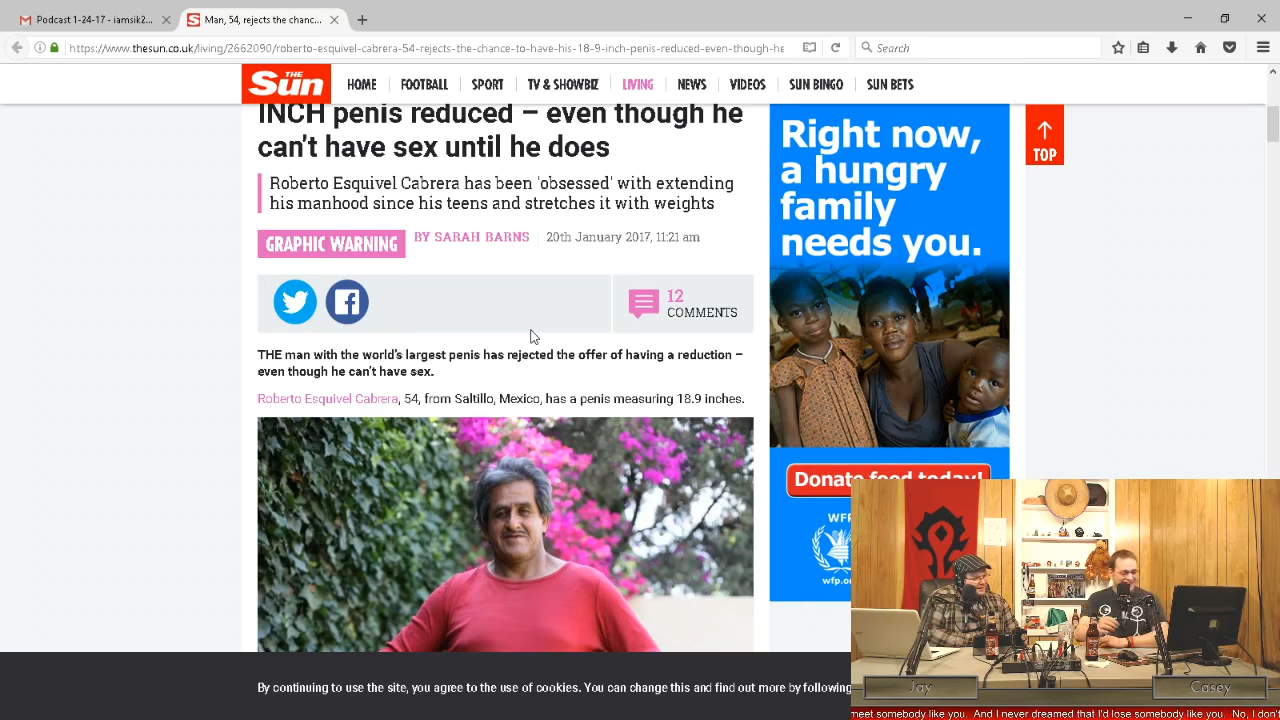 Podcast 1-24-17 - iamsik2...
Man, 54, rejects the chanc...
https://www.thesun.co.uk/living/2662090/roberto-esquivel-cabrera-54-rejects-the-chance-to-have-his-18-9-inch-penis-reduced-even-though-he
Search
THE Sun
HOME
FOOTBALL
SPORT
TV & SHOWBIZ
LIVING
NEWS
VIDEOS
SUN BINGO
SUN BETS
INCH penis reduced – even though he
can't have sex until he does
Roberto Esquivel Cabrera has been 'obsessed' with extending
his manhood since his teens and stretches it with weights
GRAPHIC WARNING
BY SARAH BARNS
20th January 2017, 11:21 am
12
COMMENTS
THE man with the world's largest penis has rejected the offer of having a reduction –
even though he can't have sex.
Roberto Esquivel Cabrera, 54, from Saltillo, Mexico, has a penis measuring 18.9 inches.
Right now,
a hungry
family
needs you.
Donate food today!
WFP
wfp.or
TOP
By continuing to use the site, you agree to the use of cookies. You can change this and find out more by following
Jay
Casey
meet somebody like you. And I never dreamed that I'd lose somebody like you. No, I don'